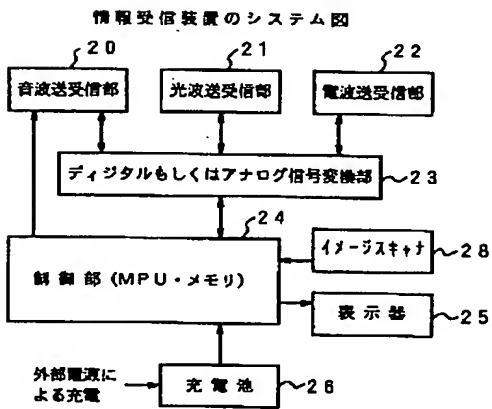 情報受信装置のシステム図
20
21
22
音波送受信部
光波送受信部
電波送受信部
ディジタルもしくはアナログ信号変換部
23
24
制御部(MPU・メモリ)
イメージスキャナ
28
表示器
25
外部電源による充電
充電池
26